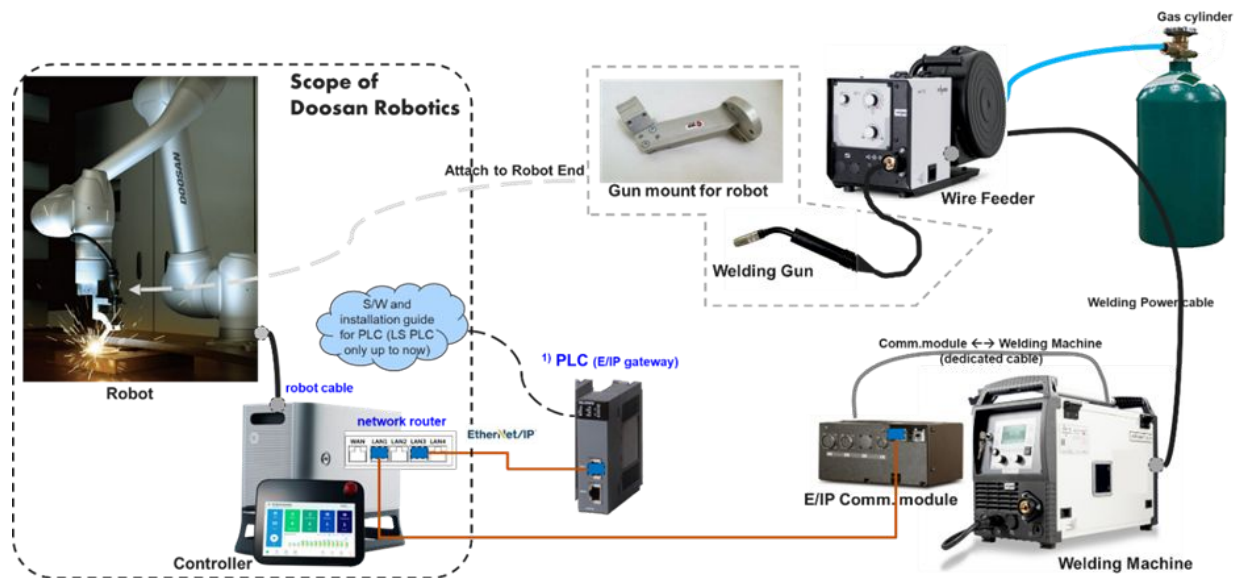 Gas cylinder
Scope of
Doosan Robotics
DOOSAN
Attach to Robot End
Gun mount for robot
Wire Feeder
Welding Gun
Welding Power cable
S/W and
installation guide
for PLC (LS PLC
only up to now)
1) PLC (E/IP gateway)
Comm.module ←→ Welding Machine
(dedicated cable)
Robot
robot cable
network router
WAN LAN1 LAN2 LAN3 LAN4
EtherNet/IP
E/IP Comm.module
Controller
Welding Machine